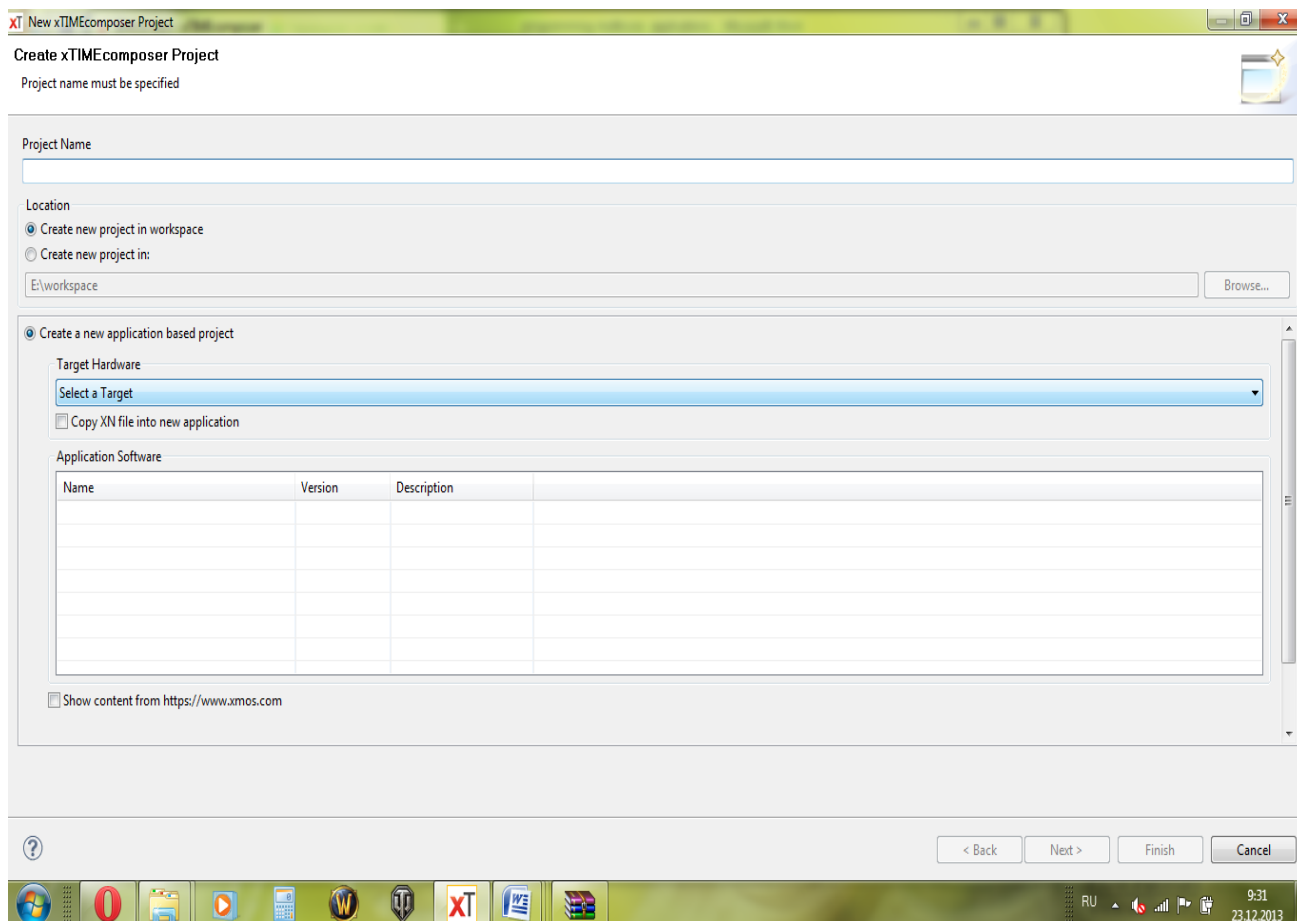 xT New xTIMEcomposer Project
Create xTIMEcomposer Project
Project name must be specified
Project Name
Location
Create new project in workspace
Create new project in:
E:\workspace
Browse...
Create a new application based project
Target Hardware
Select a Target
Copy XN file into new application
Application Software
Name Version Description
Show content from https://www.xmos.com
?
< Back Next > Finish Cancel
W xT W RU 9:31
23.12.2013